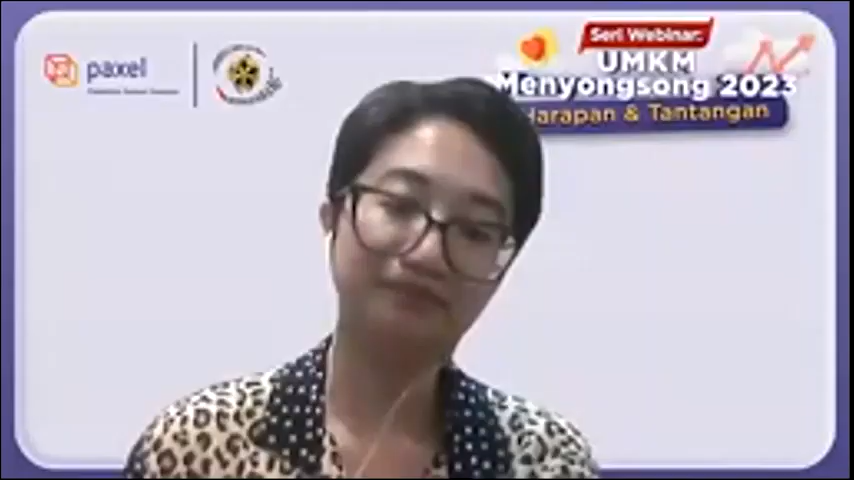 paxel
Seri Webinar:
UMKM
Menyongsong 2023
Harapan & Tantangan